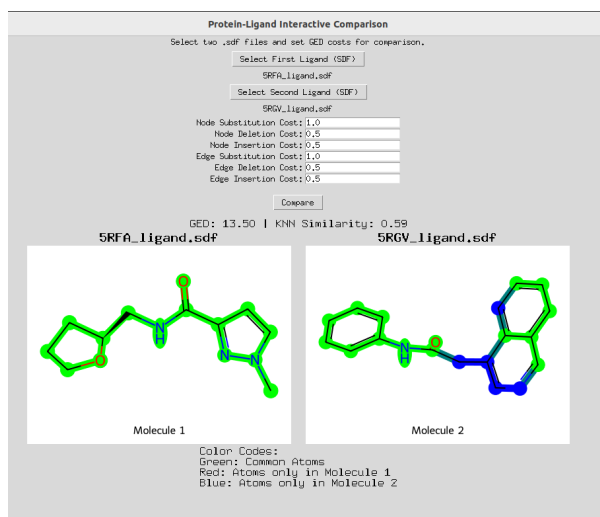 Protein-Ligand Interactive Comparison
Select two .sdf files and set GED costs for comparison.
Select First Ligand (SDF)
5RFA_ligand.sdf
Select Second Ligand (SDF)
5RGV_ligand.sdf
Node Substitution Cost: 1.0
Node Deletion Cost: 0.5
Node Insertion Cost: 0.5
Edge Substitution Cost: 1.0
Edge Deletion Cost: 0.5
Edge Insertion Cost: 0.5
Compare
GED: 13.50 | KNN Similarity: 0.59
5RFA_ligand.sdf
O
N
H
N
N
O
Molecule 1
5RGV_ligand.sdf
O
N
H
Molecule 2
Color Codes:
Green: Common Atoms
Red: Atoms only in Molecule 1
Blue: Atoms only in Molecule 2